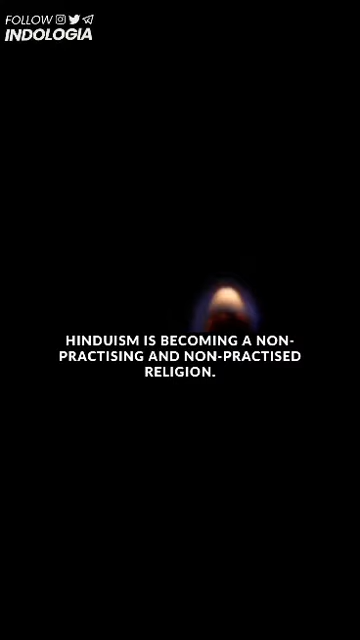 FOLLOW
INDOLOGIA
HINDUISM IS BECOMING A NON-
PRACTISING AND NON-PRACTISED
RELIGION.